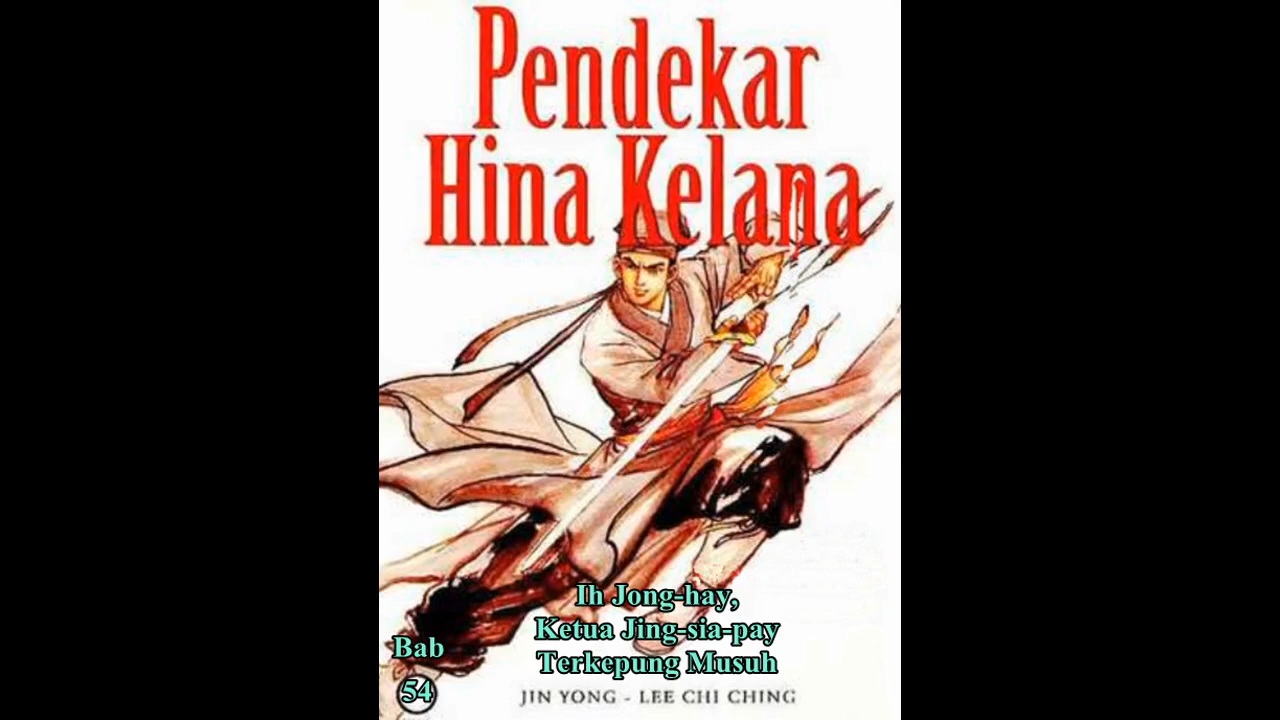 Pendekar
Hina Kelana
Ih Jong-hay,
Ketua Jing-sia-pay
Terkepung Musuh
Bab
54
JIN YONG - LEE CHI CHING